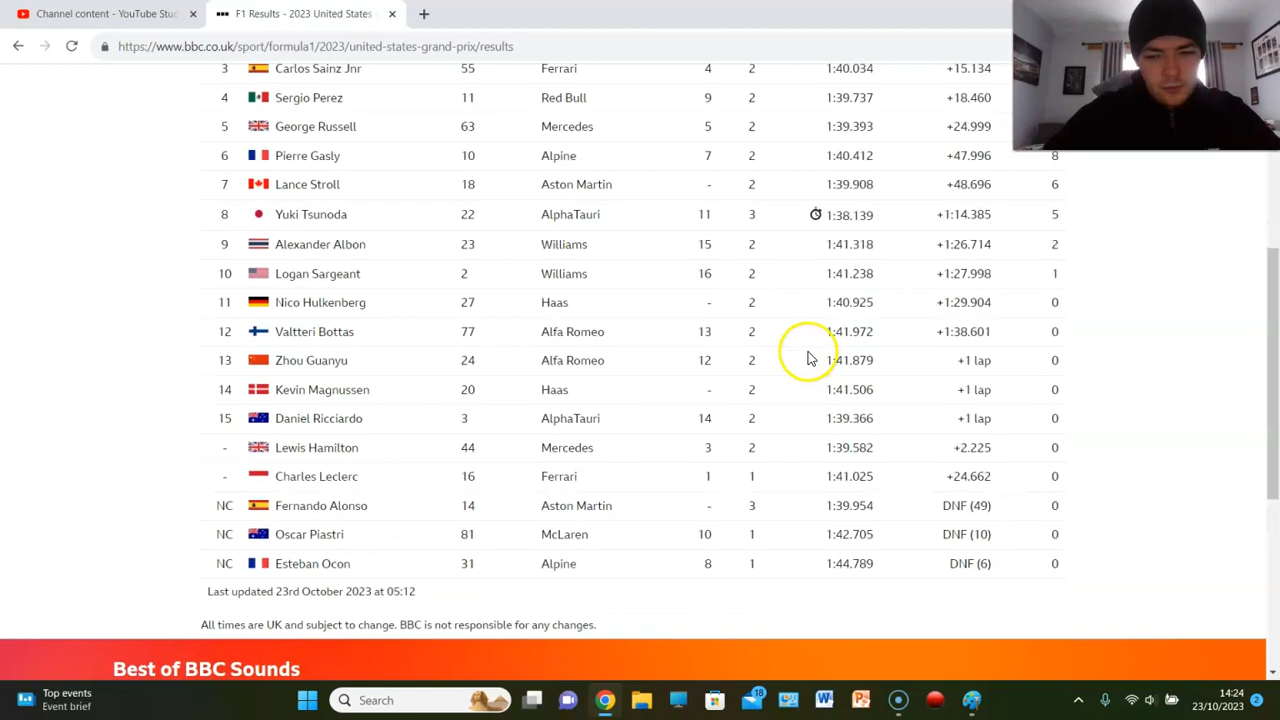 Channel content - YouTube Stud
F1 Results - 2023 United States
https://www.bbc.co.uk/sport/formula1/2023/united-states-grand-prix/results
3 Carlos Sainz Jnr 55 Ferrari 4 2 1:40.034 +15.134
4 Sergio Perez 11 Red Bull 9 2 1:39.737 +18.460
5 George Russell 63 Mercedes 5 2 1:39.393 +24.999
6 Pierre Gasly 10 Alpine 7 2 1:40.412 +47.996 8
7 Lance Stroll 18 Aston Martin - 2 1:39.908 +48.696 6
8 Yuki Tsunoda 22 AlphaTauri 11 3 1:38.139 +1:14.385 5
9 Alexander Albon 23 Williams 15 2 1:41.318 +1:26.714 2
10 Logan Sargeant 2 Williams 16 2 1:41.238 +1:27.998 1
11 Nico Hulkenberg 27 Haas - 2 1:40.925 +1:29.904 0
12 Valtteri Bottas 77 Alfa Romeo 13 2 1:41.972 +1:38.601 0
13 Zhou Guanyu 24 Alfa Romeo 12 2 1:41.879 +1 lap 0
14 Kevin Magnussen 20 Haas - 2 1:41.506 +1 lap 0
15 Daniel Ricciardo 3 AlphaTauri 14 2 1:39.366 +1 lap 0
- Lewis Hamilton 44 Mercedes 3 2 1:39.582 +2.225 0
- Charles Leclerc 16 Ferrari 1 1 1:41.025 +24.662 0
NC Fernando Alonso 14 Aston Martin - 3 1:39.954 DNF (49) 0
NC Oscar Piastri 81 McLaren 10 1 1:42.705 DNF (10) 0
NC Esteban Ocon 31 Alpine 8 1 1:44.789 DNF (6) 0
Last updated 23rd October 2023 at 05:12
All times are UK and subject to change. BBC is not responsible for any changes.
Best of BBC Sounds
Top events
Event brief
Search
18
14:24
23/10/2023
2